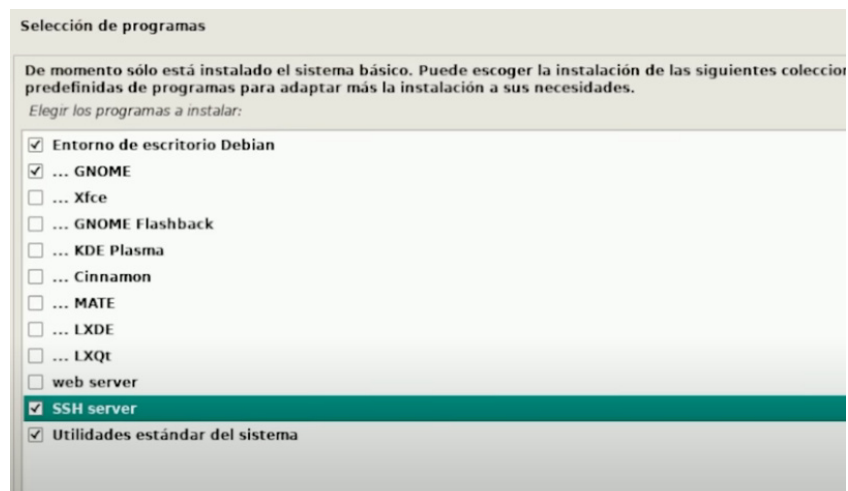 Selección de programas
De momento sólo está instalado el sistema básico. Puede escoger la instalación de las siguientes coleccion
predefinidas de programas para adaptar más la instalación a sus necesidades.
Elegir los programas a instalar:
Entorno de escritorio Debian
... GNOME
... Xfce
... GNOME Flashback
... KDE Plasma
... Cinnamon
... MATE
... LXDE
... LXQt
web server
SSH server
Utilidades estándar del sistema